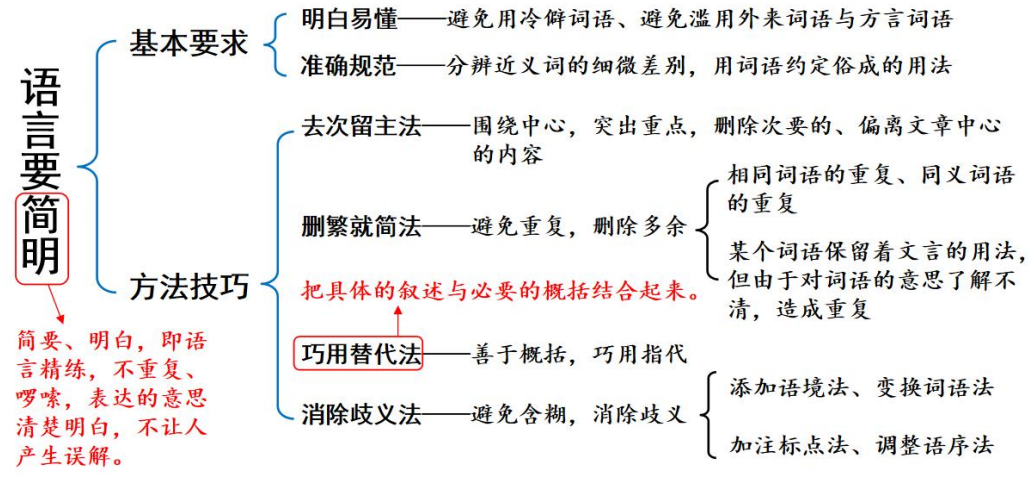 语言要简明
基本要求
明白易懂——避免用冷僻词语、避免滥用外来词语与方言词语
准确规范——分辨近义词的细微差别，用词语约定俗成的用法
方法技巧
去次留主法——围绕中心，突出重点，删除次要的、偏离文章中心
的内容
删繁就简法——避免重复，删除多余
相同词语的重复、同义词语
的重复
某个词语保留着文言的用法，
但由于对词语的意思了解不
清，造成重复
把具体的叙述与必要的概括结合起来。
巧用替代法——善于概括，巧用指代
消除歧义法——避免含糊，消除歧义
添加语境法、变换词语法
加注标点法、调整语序法
简要、明白，即语
言精练，不重复、
啰嗦，表达的意思
清楚明白，不让人
产生误解。